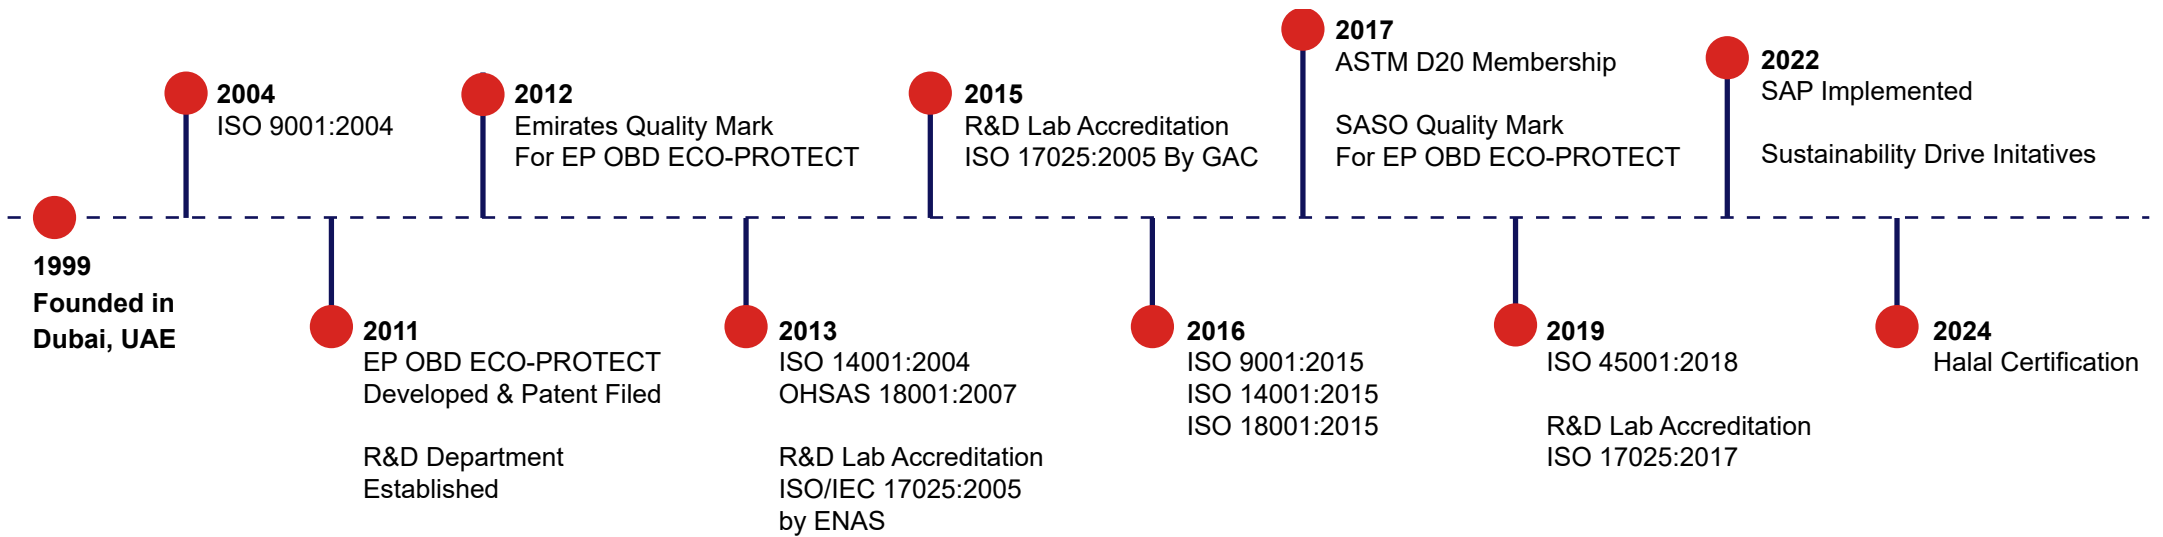 1999
Founded in
Dubai, UAE
2004
ISO 9001:2004
2011
EP OBD ECO-PROTECT
Developed & Patent Filed
R&D Department
Established
2012
Emirates Quality Mark
For EP OBD ECO-PROTECT
2013
ISO 14001:2004
OHSAS 18001:2007
R&D Lab Accreditation
ISO/IEC 17025:2005
by ENAS
2015
R&D Lab Accreditation
ISO 17025:2005 By GAC
2016
ISO 9001:2015
ISO 14001:2015
ISO 18001:2015
2017
ASTM D20 Membership
SASO Quality Mark
For EP OBD ECO-PROTECT
2019
ISO 45001:2018
R&D Lab Accreditation
ISO 17025:2017
2022
SAP Implemented
Sustainability Drive Initatives
2024
Halal Certification